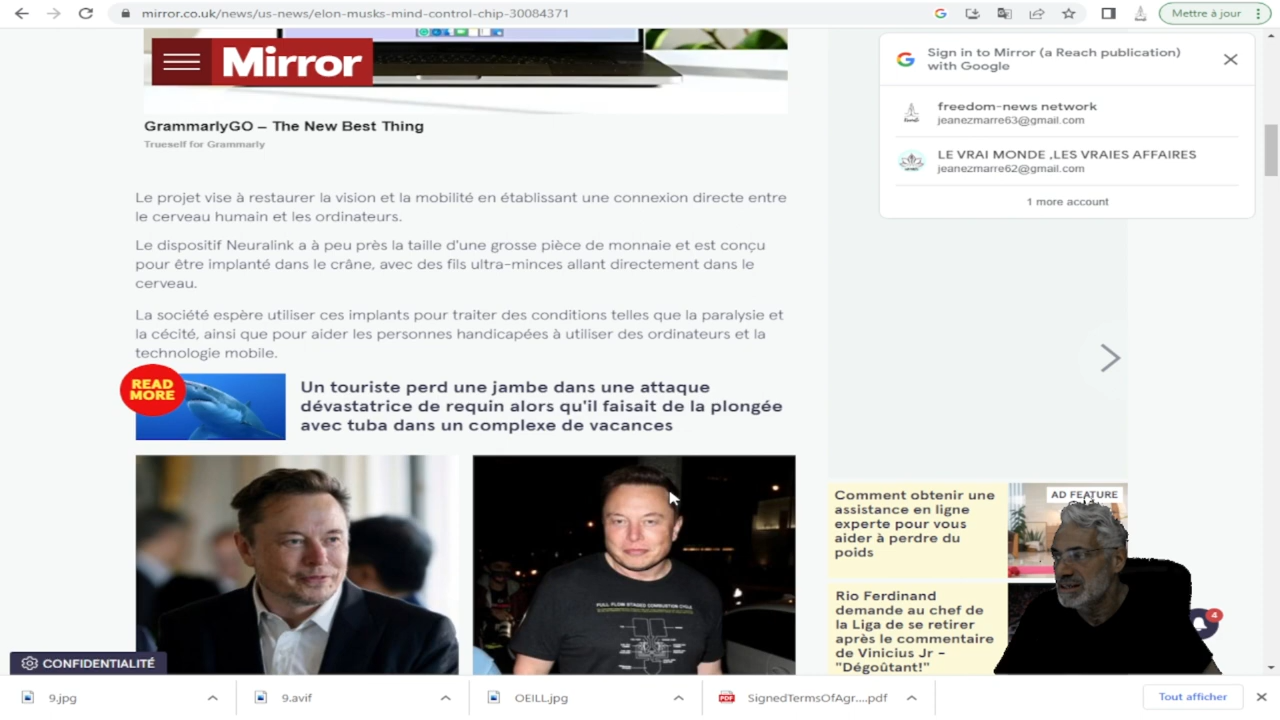 mirror.co.uk/news/us-news/elon-musks-mind-control-chip-30084371
Mettre à jour
Mirror
Sign in to Mirror (a Reach publication)
with Google
freedom-news network
jeanezmarre63@gmail.com
LE VRAI MONDE ,LES VRAIES AFFAIRES
jeanezmarre62@gmail.com
1 more account
GrammarlyGO – The New Best Thing
Trueself for Grammarly
Le projet vise à restaurer la vision et la mobilité en établissant une connexion directe entre
le cerveau humain et les ordinateurs.
Le dispositif Neuralink a à peu près la taille d'une grosse pièce de monnaie et est conçu
pour être implanté dans le crâne, avec des fils ultra-minces allant directement dans le
cerveau.
La société espère utiliser ces implants pour traiter des conditions telles que la paralysie et
la cécité, ainsi que pour aider les personnes handicapées à utiliser des ordinateurs et la
technologie mobile.
READ
MORE
Un touriste perd une jambe dans une attaque
dévastatrice de requin alors qu'il faisait de la plongée
avec tuba dans un complexe de vacances
FULL FLOW STAGED COMBUSTION CYCLE
AD FEATURE
Comment obtenir une
assistance en ligne
experte pour vous
aider à perdre du
poids
Rio Ferdinand
demande au chef de
la Liga de se retirer
après le commentaire
de Vinicius Jr -
"Dégoûtant!"
4
CONFIDENTIALITÉ
9.jpg
9.avif
OEILL.jpg
PDF
SignedTermsOfAgr....pdf
Tout afficher